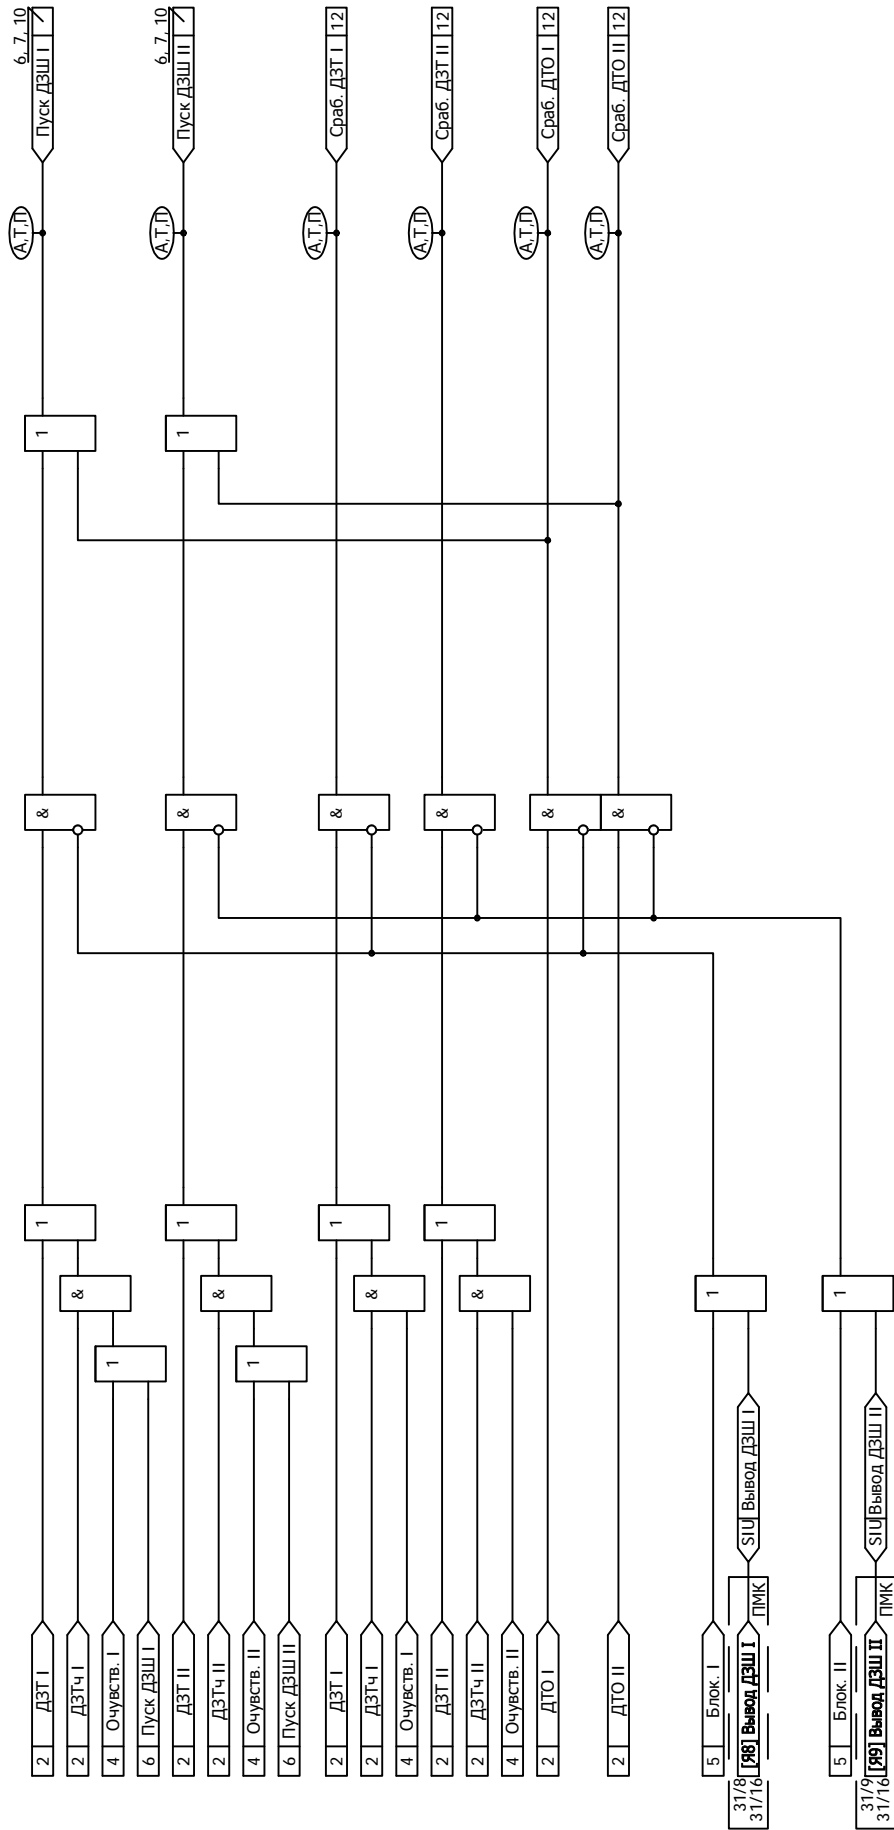 2 ДЗТ I
2 ДЗТч I
4 Очувств. I
6 Пуск ДЗШ I
2 ДЗТ II
2 ДЗТч II
4 Очувств. II
6 Пуск ДЗШ II
2 ДЗТ I
2 ДЗТч I
4 Очувств. I
2 ДЗТ II
2 ДЗТч II
4 Очувств. II
2 ДТО I
2 ДТО II
5 Блок. I
31/8
31/16
[Я8] Вывод ДЗШ I
ПМК
SIU Вывод ДЗШ I
5 Блок. II
31/9
31/16
[Я9] Вывод ДЗШ II
ПМК
SIU Вывод ДЗШ II
1
&
1
1
&
1
1
&
1
&
1
1
&
&
&
&
&
&
1
1
А,Т,П
А,Т,П
А,Т,П
А,Т,П
А,Т,П
А,Т,П
Пуск ДЗШ I
6, 7, 10
Пуск ДЗШ II
6, 7, 10
Сраб. ДЗТ I 12
Сраб. ДЗТ II 12
Сраб. ДТО I 12
Сраб. ДТО II 12